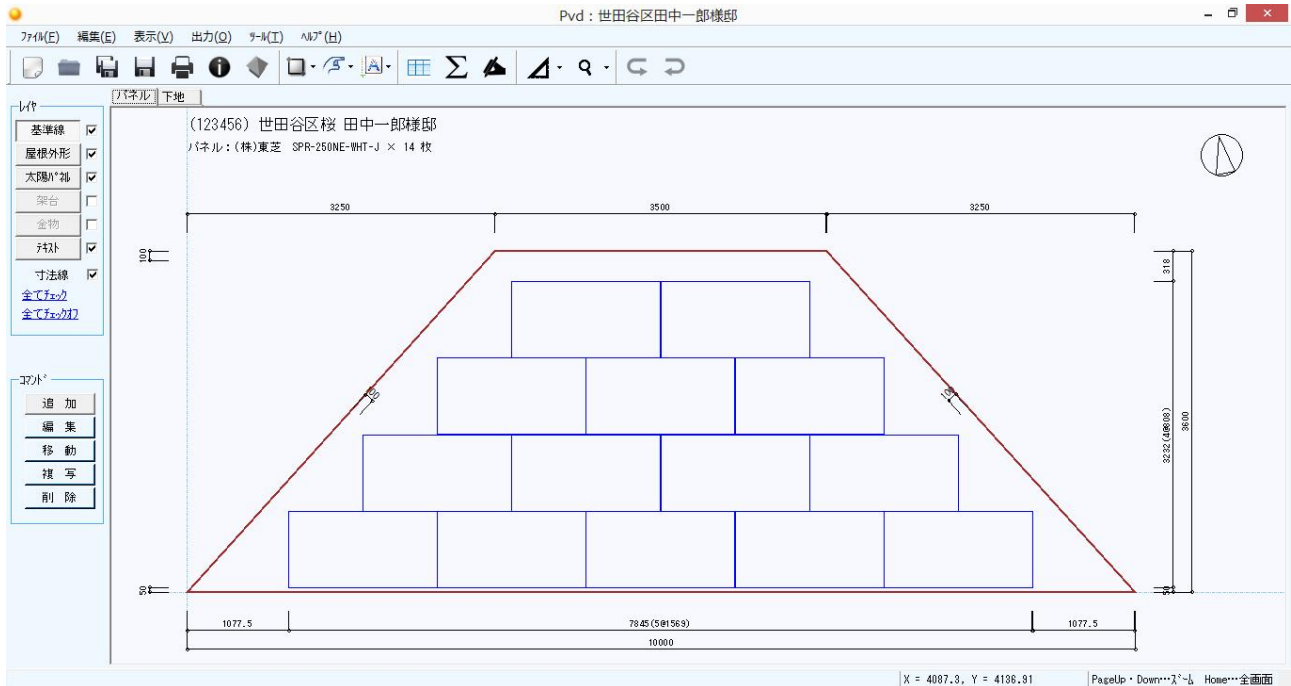 Pvd : 世田谷区田中一郎様邸
ﾌｧｲﾙ(F) 編集(E) 表示(V) 出力(O) ﾂｰﾙ(T) ﾍﾙﾌﾟ(H)
パネル 下地
ﾚｲﾔ
基準線
屋根外形
太陽ﾊﾟﾈﾙ
架台
金物
ﾃｷｽﾄ
寸法線
全てﾁｪｯｸ
全てﾁｪｯｸｵﾌ
ｺﾏﾝﾄﾞ
追 加
編 集
移 動
複 写
削 除
(123456) 世田谷区桜 田中一郎様邸
パネル：(株)東芝 SPR-250NE-WHT-J × 14 枚
3250 3500 3250
100
318
100 100
3232(4@808)
3600
50 50
1077.5 7845(5@1569) 1077.5
10000
X = 4087.3, Y = 4136.91 PageUp・Down…ｽﾞｰﾑ Home…全画面